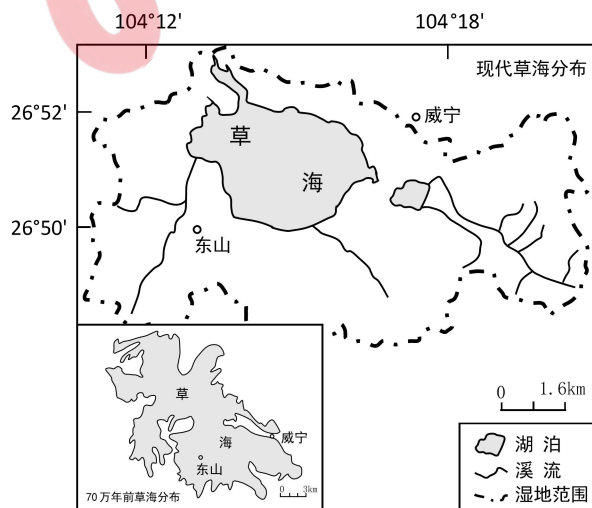 104°12' 104°18'
现代草海分布
26°52'
威宁
草
海
26°50'
东山
草
海
威宁
东山
70万年前草海分布
0 3km
0 1.6km
湖泊
溪流
湿地范围